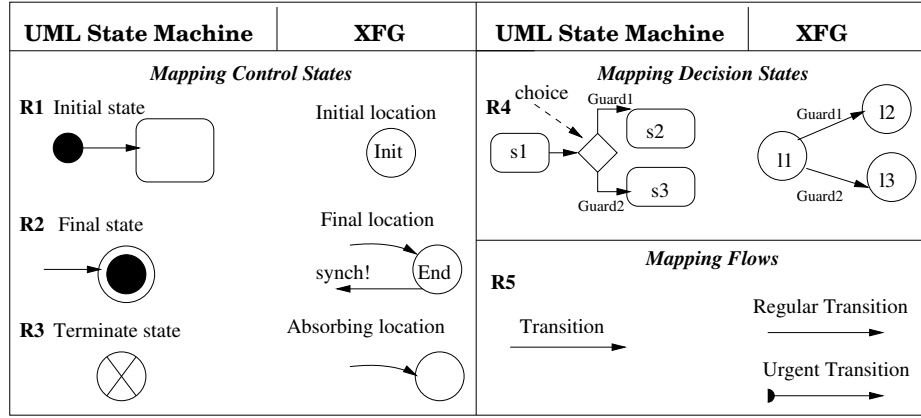 UML State Machine XFG
Mapping Control States
R1 Initial state
Initial location
Init
R2 Final state
Final location
synch!
End
R3 Terminate state
Absorbing location
UML State Machine XFG
Mapping Decision States
choice
R4
Guard1
s1
s2
s3
Guard2
Guard1
l1
l2
l3
Guard2
Mapping Flows
R5
Transition
Regular Transition
Urgent Transition